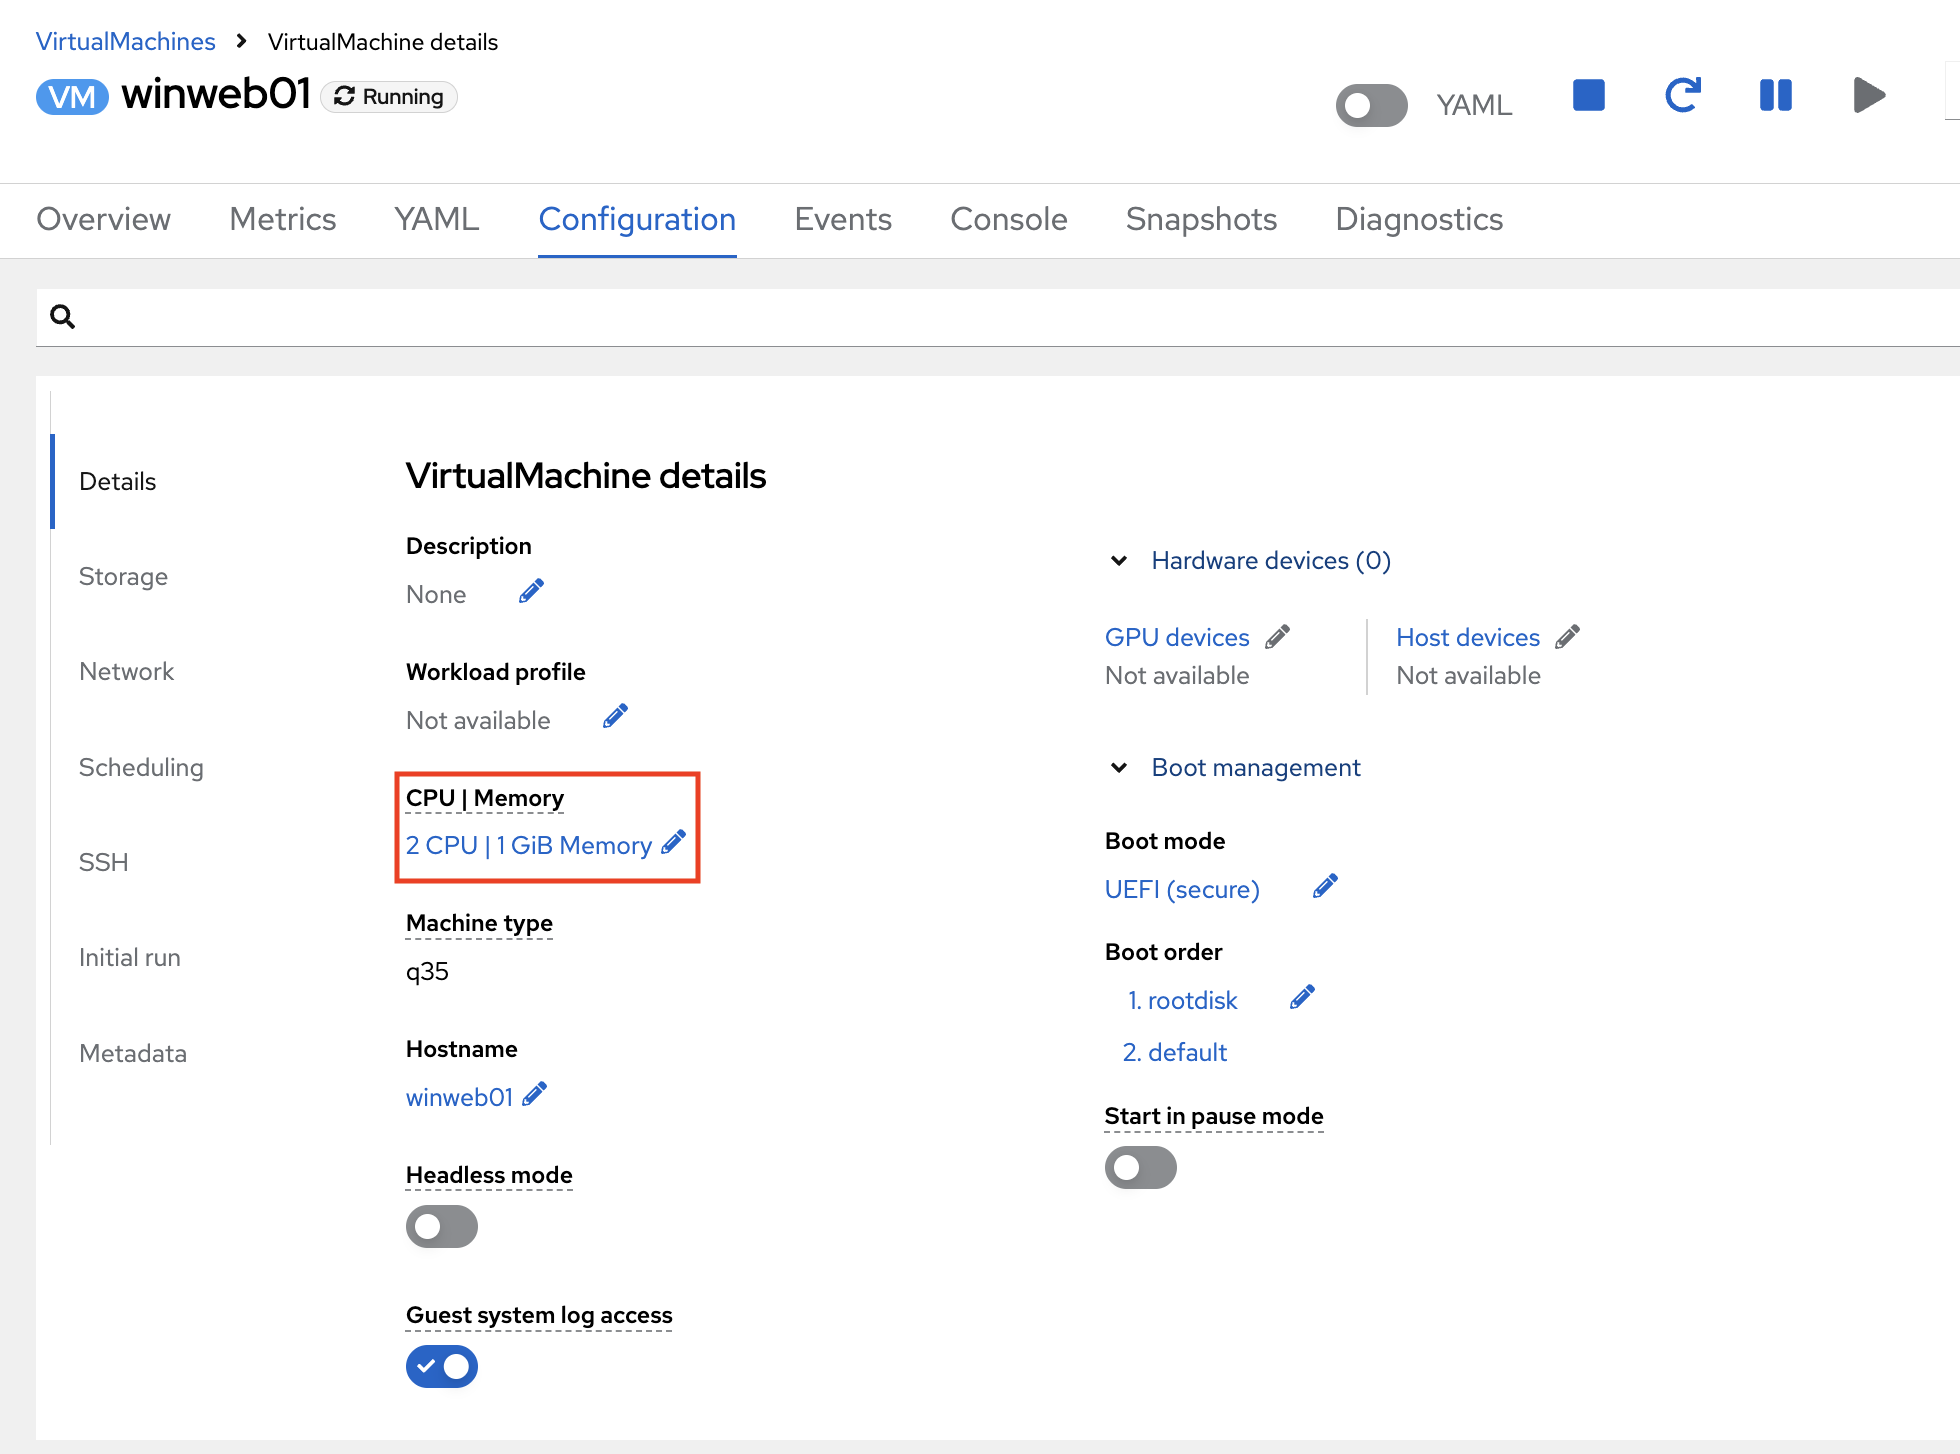 VirtualMachines > VirtualMachine details
VM winweb01 Running
YAML
Overview Metrics YAML Configuration Events Console Snapshots Diagnostics
Details
Storage
Network
Scheduling
SSH
Initial run
Metadata
VirtualMachine details
Description
None
Workload profile
Not available
CPU | Memory
2 CPU | 1 GiB Memory
Machine type
q35
Hostname
winweb01
Headless mode
Guest system log access
Hardware devices (0)
GPU devices
Not available
Host devices
Not available
Boot management
Boot mode
UEFI (secure)
Boot order
1. rootdisk
2. default
Start in pause mode